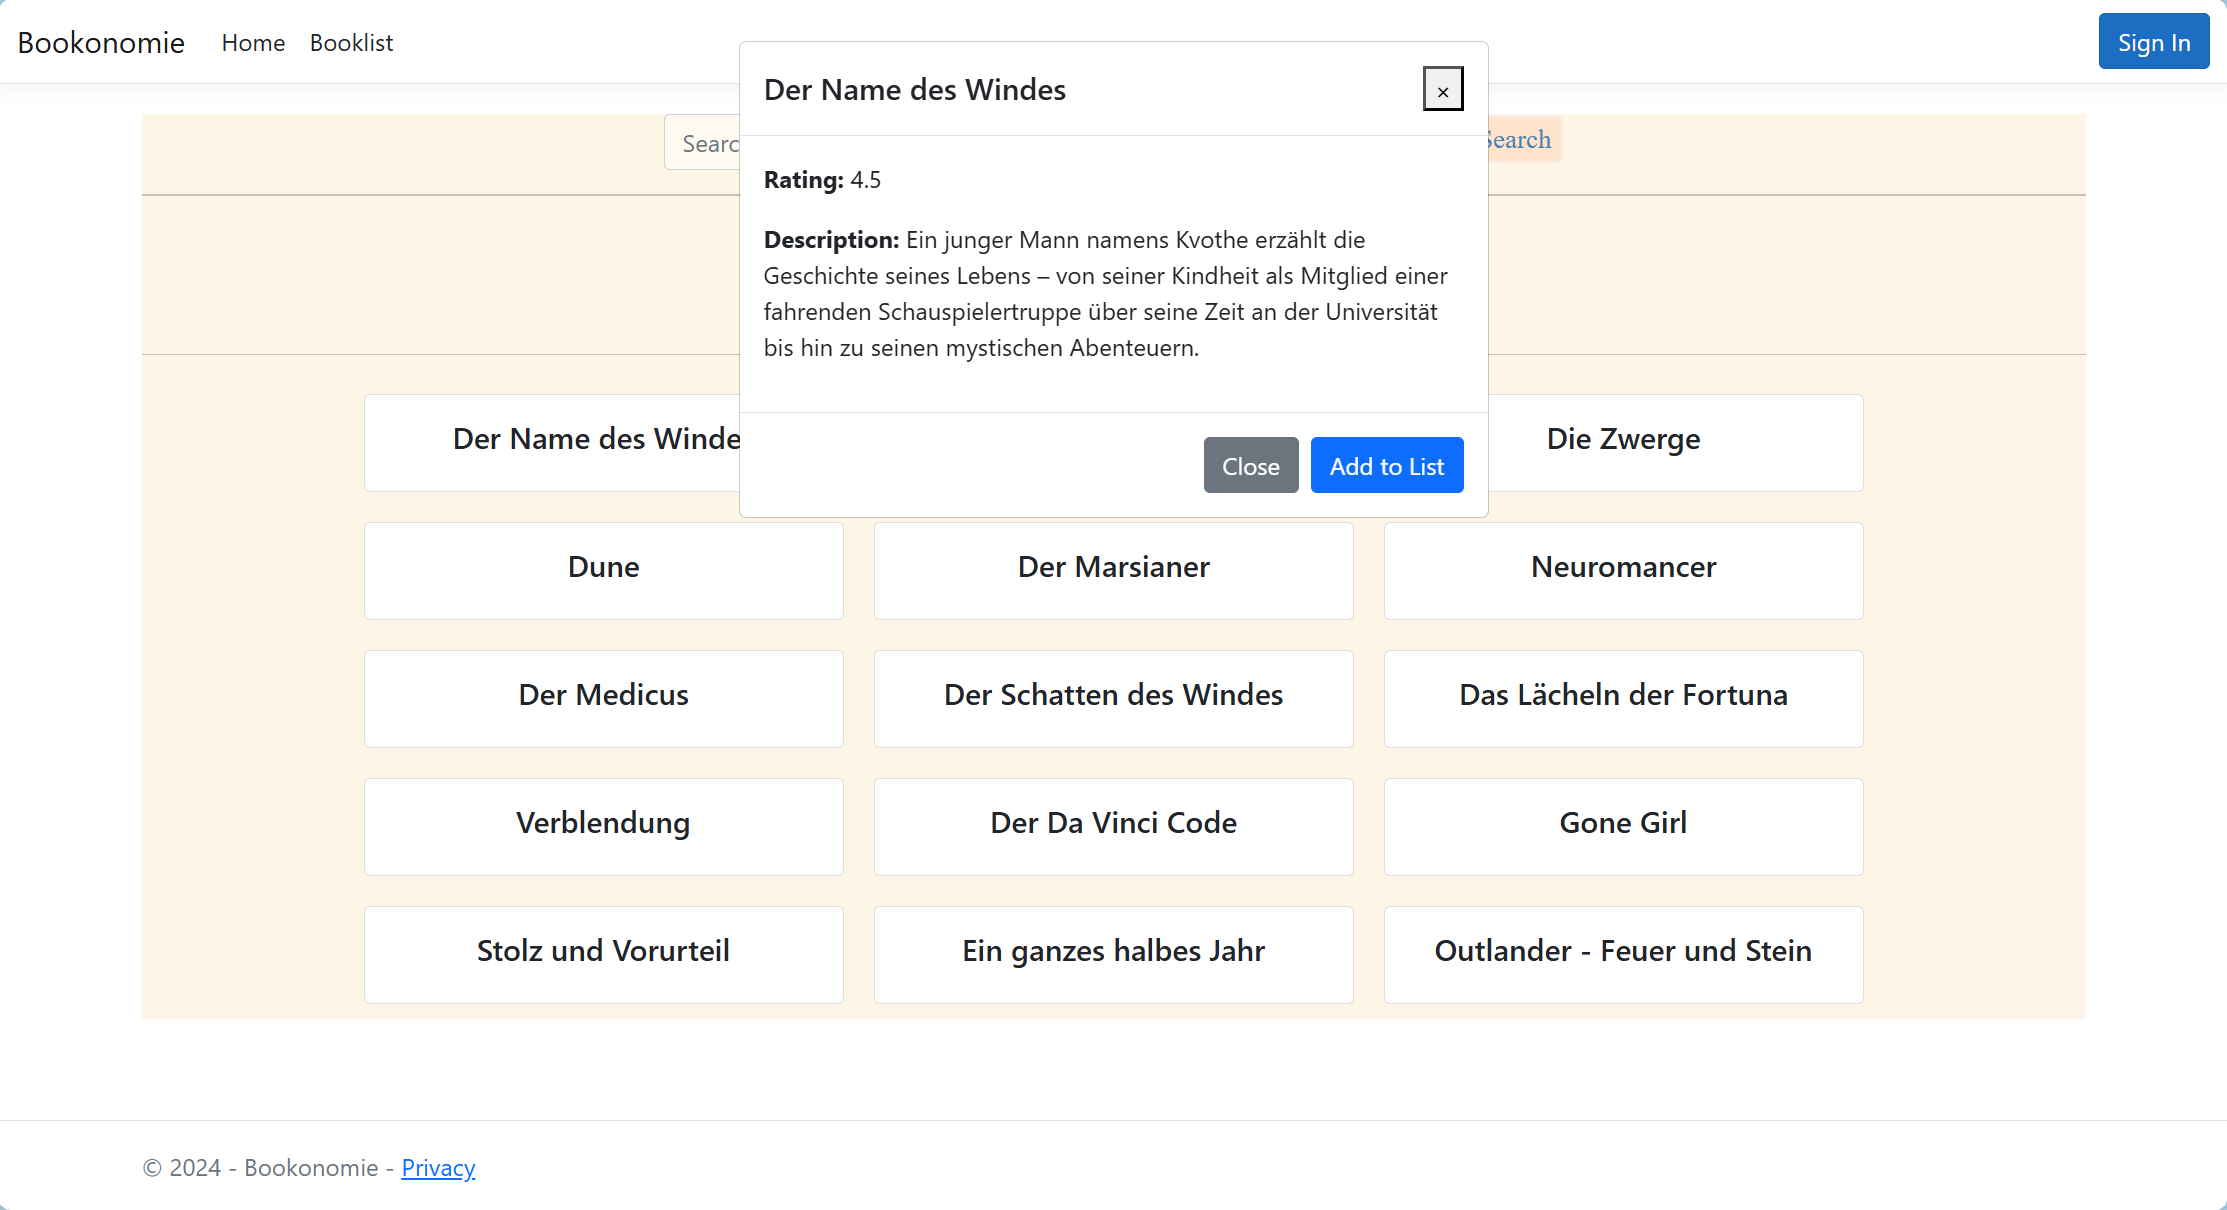 Bookonomie Home Booklist Sign In
Der Name des Windes ×
Search
Rating: 4.5
Description: Ein junger Mann namens Kvothe erzählt die
Geschichte seines Lebens – von seiner Kindheit als Mitglied einer
fahrenden Schauspielertruppe über seine Zeit an der Universität
bis hin zu seinen mystischen Abenteuern.
Close Add to List
Der Name des Winde
Die Zwerge
Dune Der Marsianer Neuromancer
Der Medicus Der Schatten des Windes Das Lächeln der Fortuna
Verblendung Der Da Vinci Code Gone Girl
Stolz und Vorurteil Ein ganzes halbes Jahr Outlander - Feuer und Stein
© 2024 - Bookonomie - Privacy